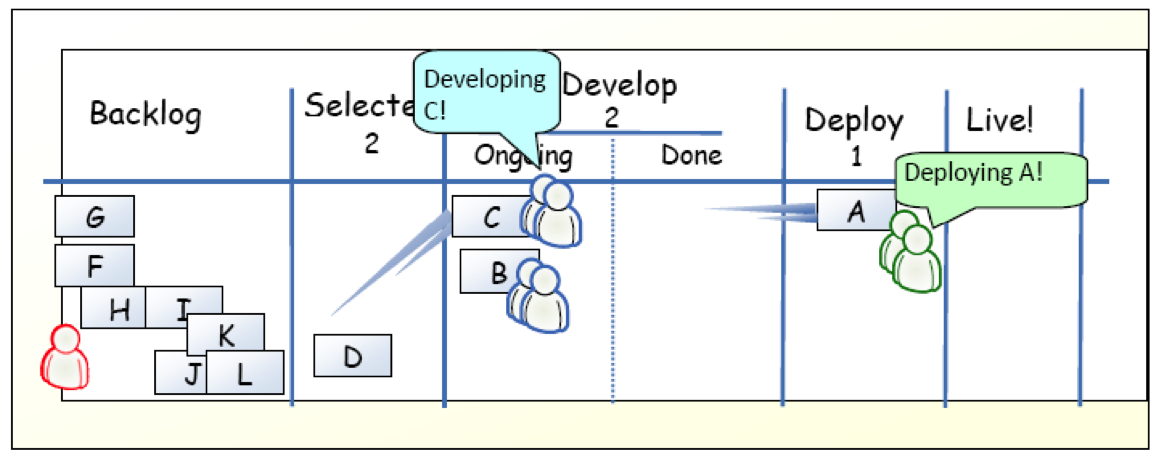 Backlog
Selecte
2
Developing
C!
Develop
2
Ongoing
Done
Deploy
1
Live!
Deploying A!
G
F
H
I
K
J
L
D
C
B
A